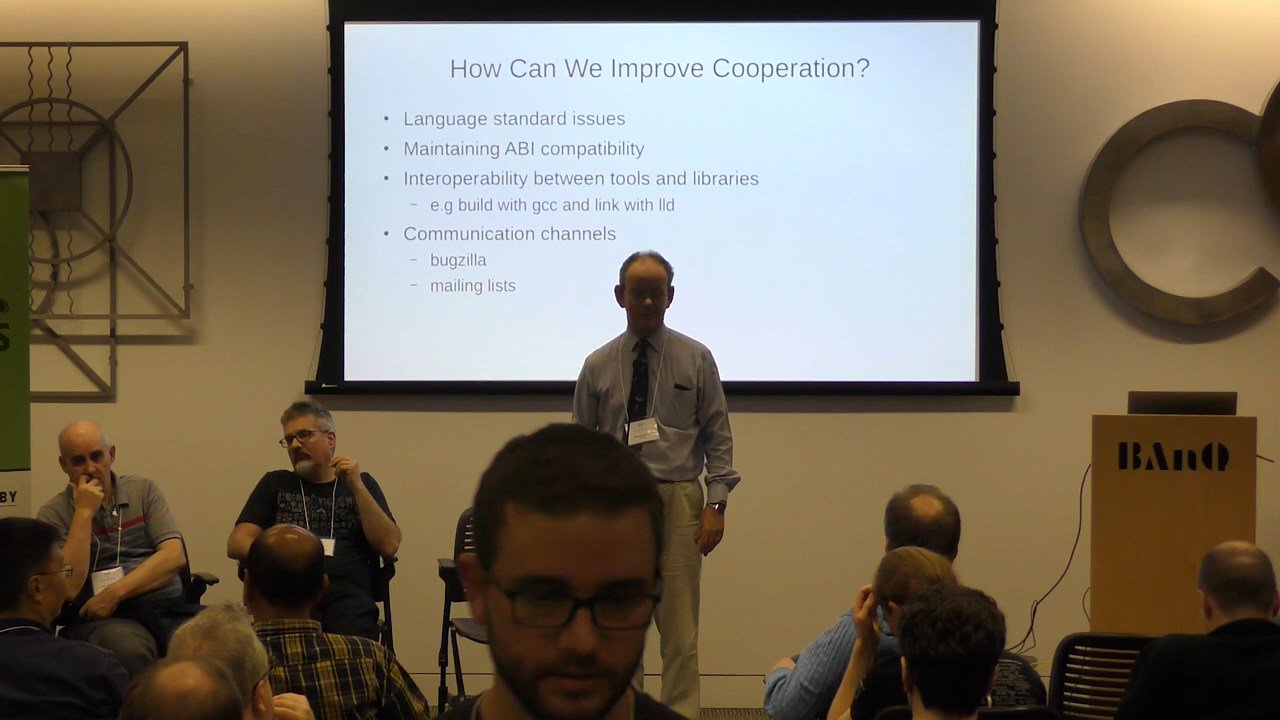 How Can We Improve Cooperation?
• Language standard issues
• Maintaining ABI compatibility
• Interoperability between tools and libraries
– e.g build with gcc and link with lld
• Communication channels
– bugzilla
– mailing lists
S
BY
BAnQ